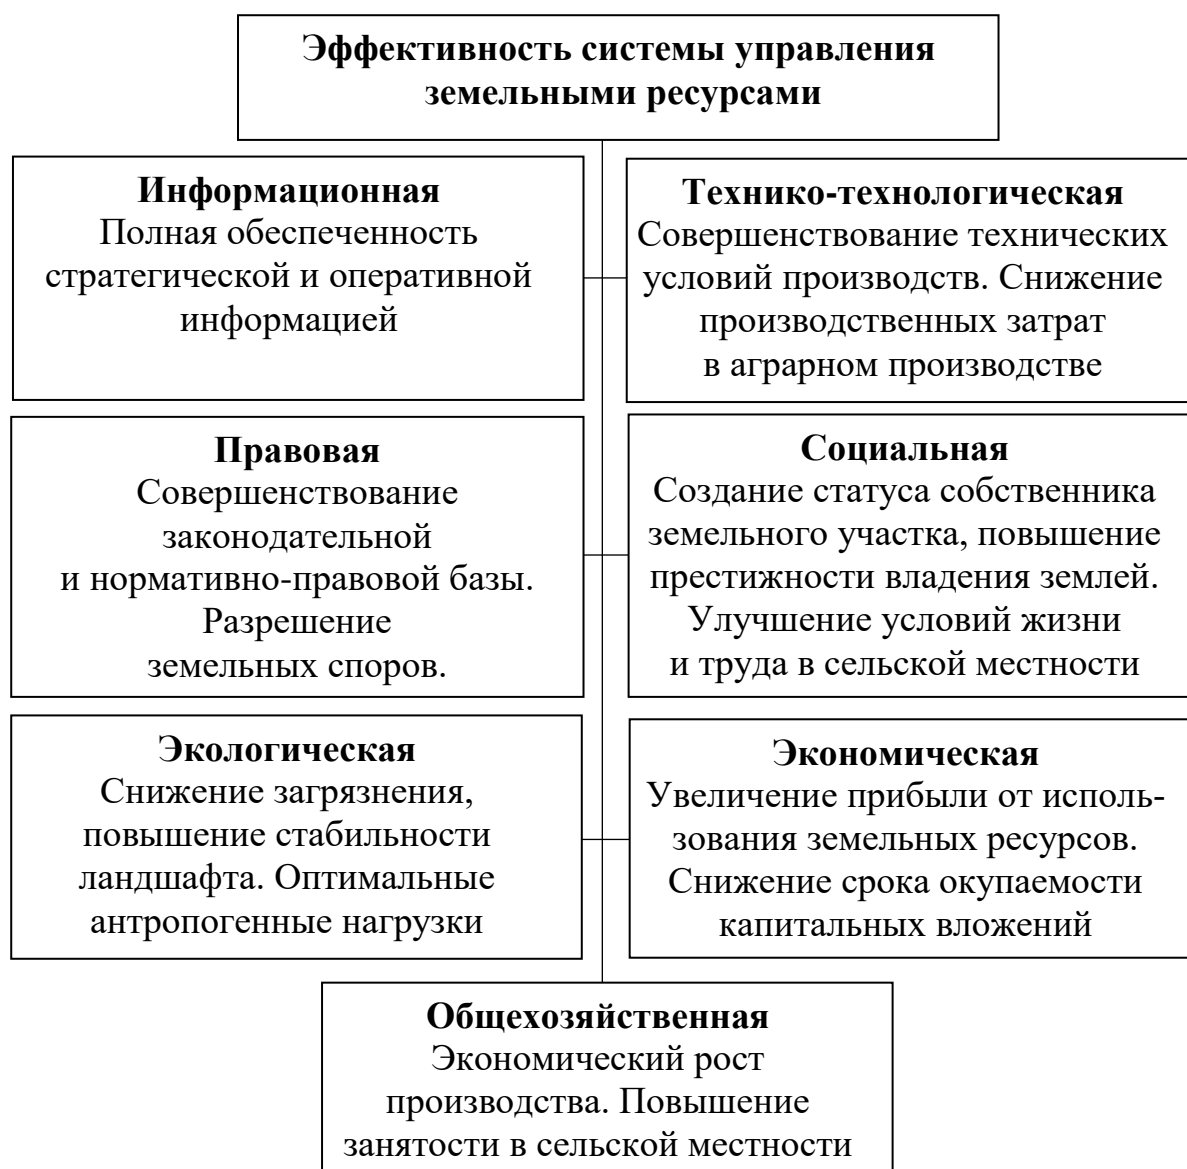 Эффективность системы управления
земельными ресурсами
Информационная
Полная обеспеченность
стратегической и оперативной
информацией
Технико-технологическая
Совершенствование технических
условий производств. Снижение
производственных затрат
в аграрном производстве
Правовая
Совершенствование
законодательной
и нормативно-правовой базы.
Разрешение
земельных споров.
Социальная
Создание статуса собственника
земельного участка, повышение
престижности владения землей.
Улучшение условий жизни
и труда в сельской местности
Экологическая
Снижение загрязнения,
повышение стабильности
ландшафта. Оптимальные
антропогенные нагрузки
Экономическая
Увеличение прибыли от исполь-
зования земельных ресурсов.
Снижение срока окупаемости
капитальных вложений
Общехозяйственная
Экономический рост
производства. Повышение
занятости в сельской местности